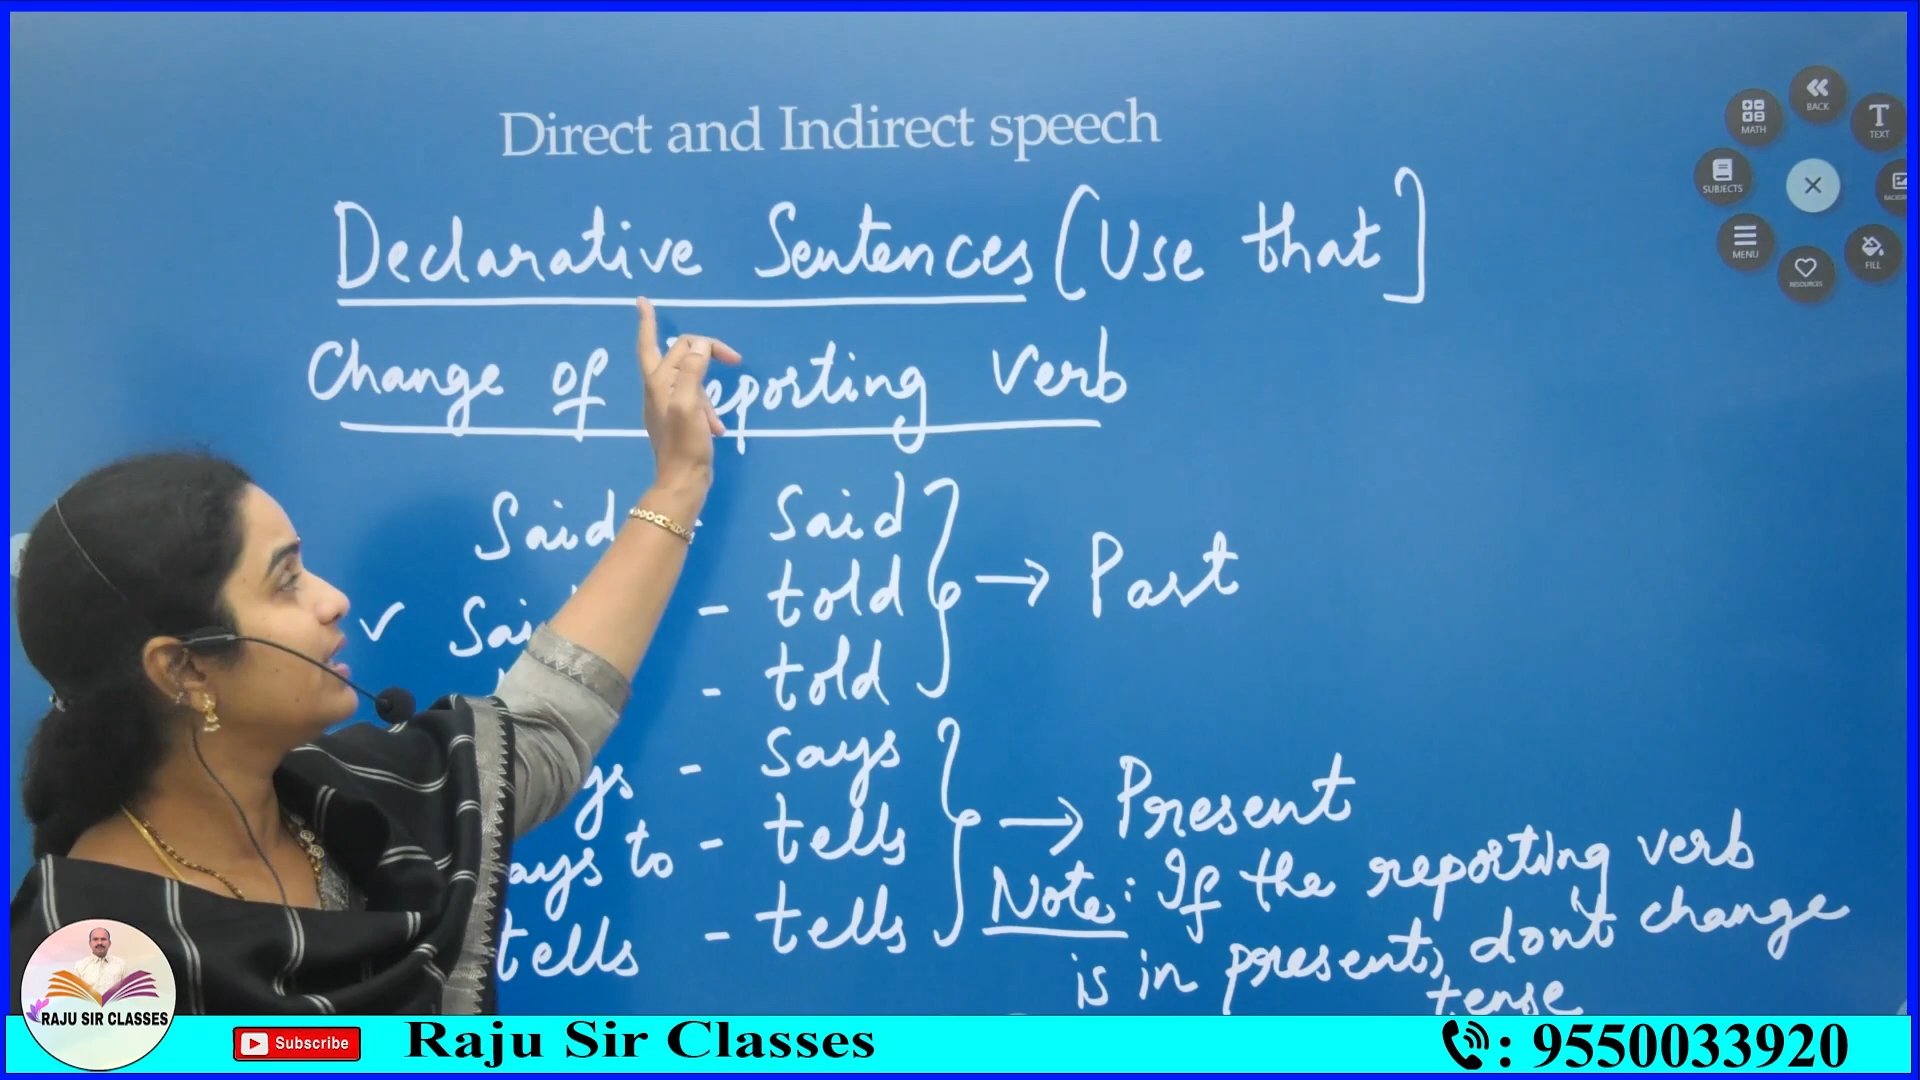 Direct and Indirect speech
Declarative Sentences (Use that]
Change of Reporting Verb
Said - Said
- told
- told
- says
says to - tells
tells - tells
→ Past
→ Present
Note: If the reporting verb
is in present, don't change
tense
BACK
MATH
TEXT
SUBJECTS
MENU
RESOURCES
FILL
RAJU SIR CLASSES
Subscribe
Raju Sir Classes
: 9550033920